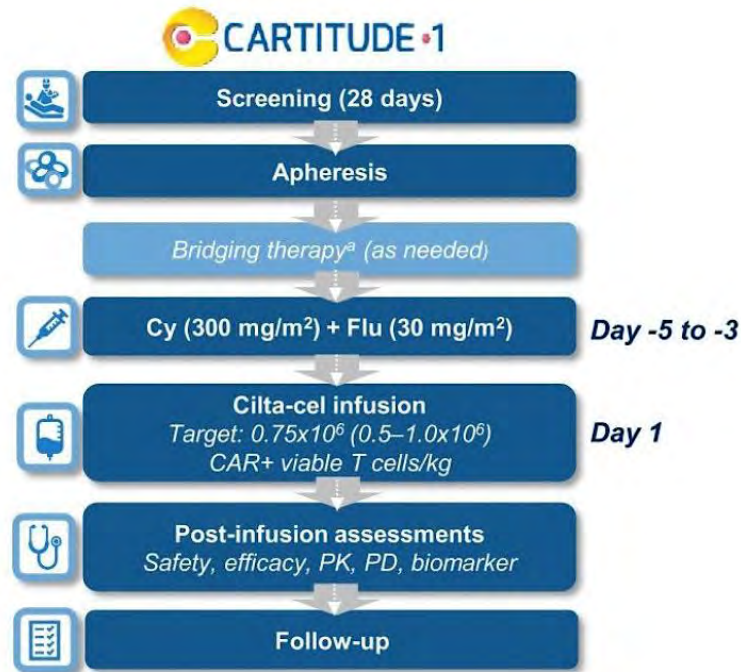 CARTITUDE-1
Screening (28 days)
Apheresis
Bridging therapyᵃ (as needed)
Cy (300 mg/m²) + Flu (30 mg/m²)
Day -5 to -3
Cilta-cel infusion
Target: 0.75x10⁶ (0.5–1.0x10⁶)
CAR+ viable T cells/kg
Day 1
Post-infusion assessments
Safety, efficacy, PK, PD, biomarker
Follow-up